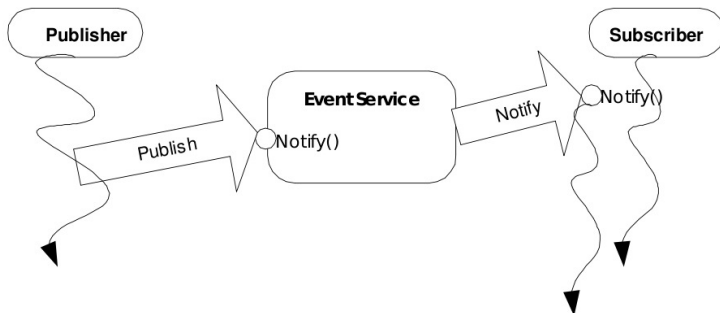 Publisher
Subscriber
EventService
Notify
Notify()
Publish
Notify()